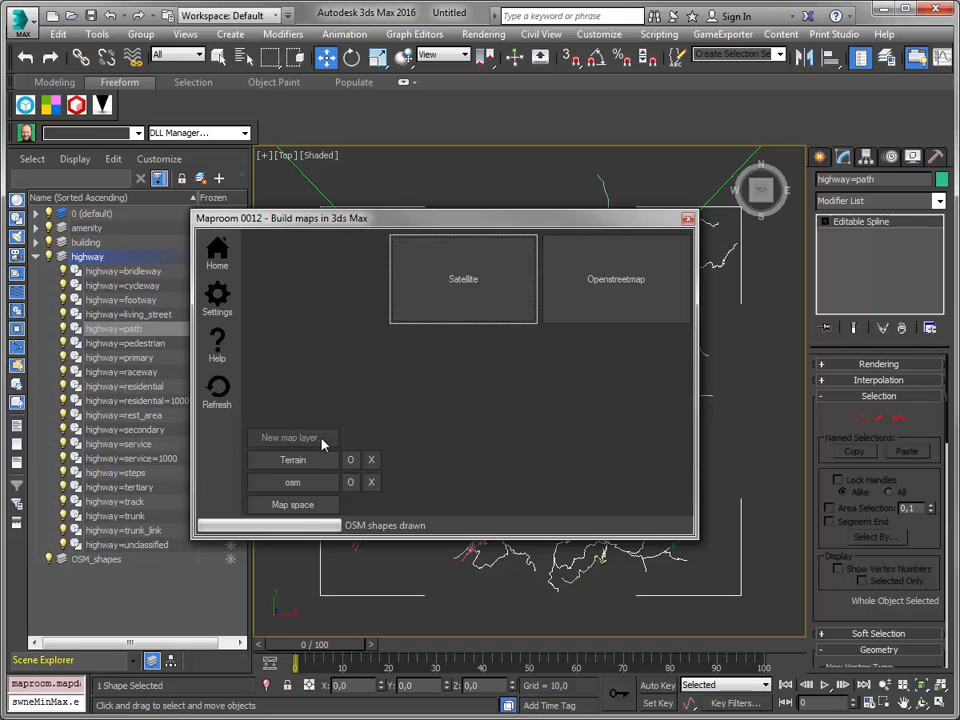 Workspace: Default
Autodesk 3ds Max 2016
Untitled
Type a keyword or phrase
Sign In
MAX
Edit
Tools
Group
Views
Create
Modifiers
Animation
Graph Editors
Rendering
Civil View
Customize
Scripting
GameExporter
Content
Print Studio
Help
All
View
Create Selection Se
Modeling
Freeform
Selection
Object Paint
Populate
DLL Manager...
Select
Display
Edit
Customize
[+] [Top] [Shaded]
N
W
TOP
E
S
highway=path
Modifier List
Editable Spline
Name (Sorted Ascending)
Frozen
0 (default)
amenity
building
highway
highway=bridleway
highway=cycleway
highway=footway
highway=living_street
highway=path
highway=pedestrian
highway=primary
highway=raceway
highway=residential
highway=residential=1000
highway=rest_area
highway=secondary
highway=service
highway=service=1000
highway=steps
highway=tertiary
highway=track
highway=trunk
highway=trunk_link
highway=unclassified
OSM_shapes
Maproom 0012 - Build maps in 3ds Max
Home
Settings
Help
Refresh
Satellite
Openstreetmap
New map layer
Terrain
O
X
osm
O
X
Map space
OSM shapes drawn
+ Rendering
+ Interpolation
- Selection
Named Selections:
Copy
Paste
Lock Handles
Alike
All
Area Selection: 0,1
Segment End
Select By...
Display
Show Vertex Numbers
Selected Only
Whole Object Selected
+ Soft Selection
- Geometry
New Vertex Type
Scene Explorer
0 / 100
0 10 20 30 40 50 60 70 80 90 100
maproom.mapd
swneMinMax.e
1 Shape Selected
X: 0,0
Y: 0,0
Z: 0,0
Grid = 10,0
Auto Key
Selected
Click and drag to select and move objects
Add Time Tag
Set Key
Key Filters...
0